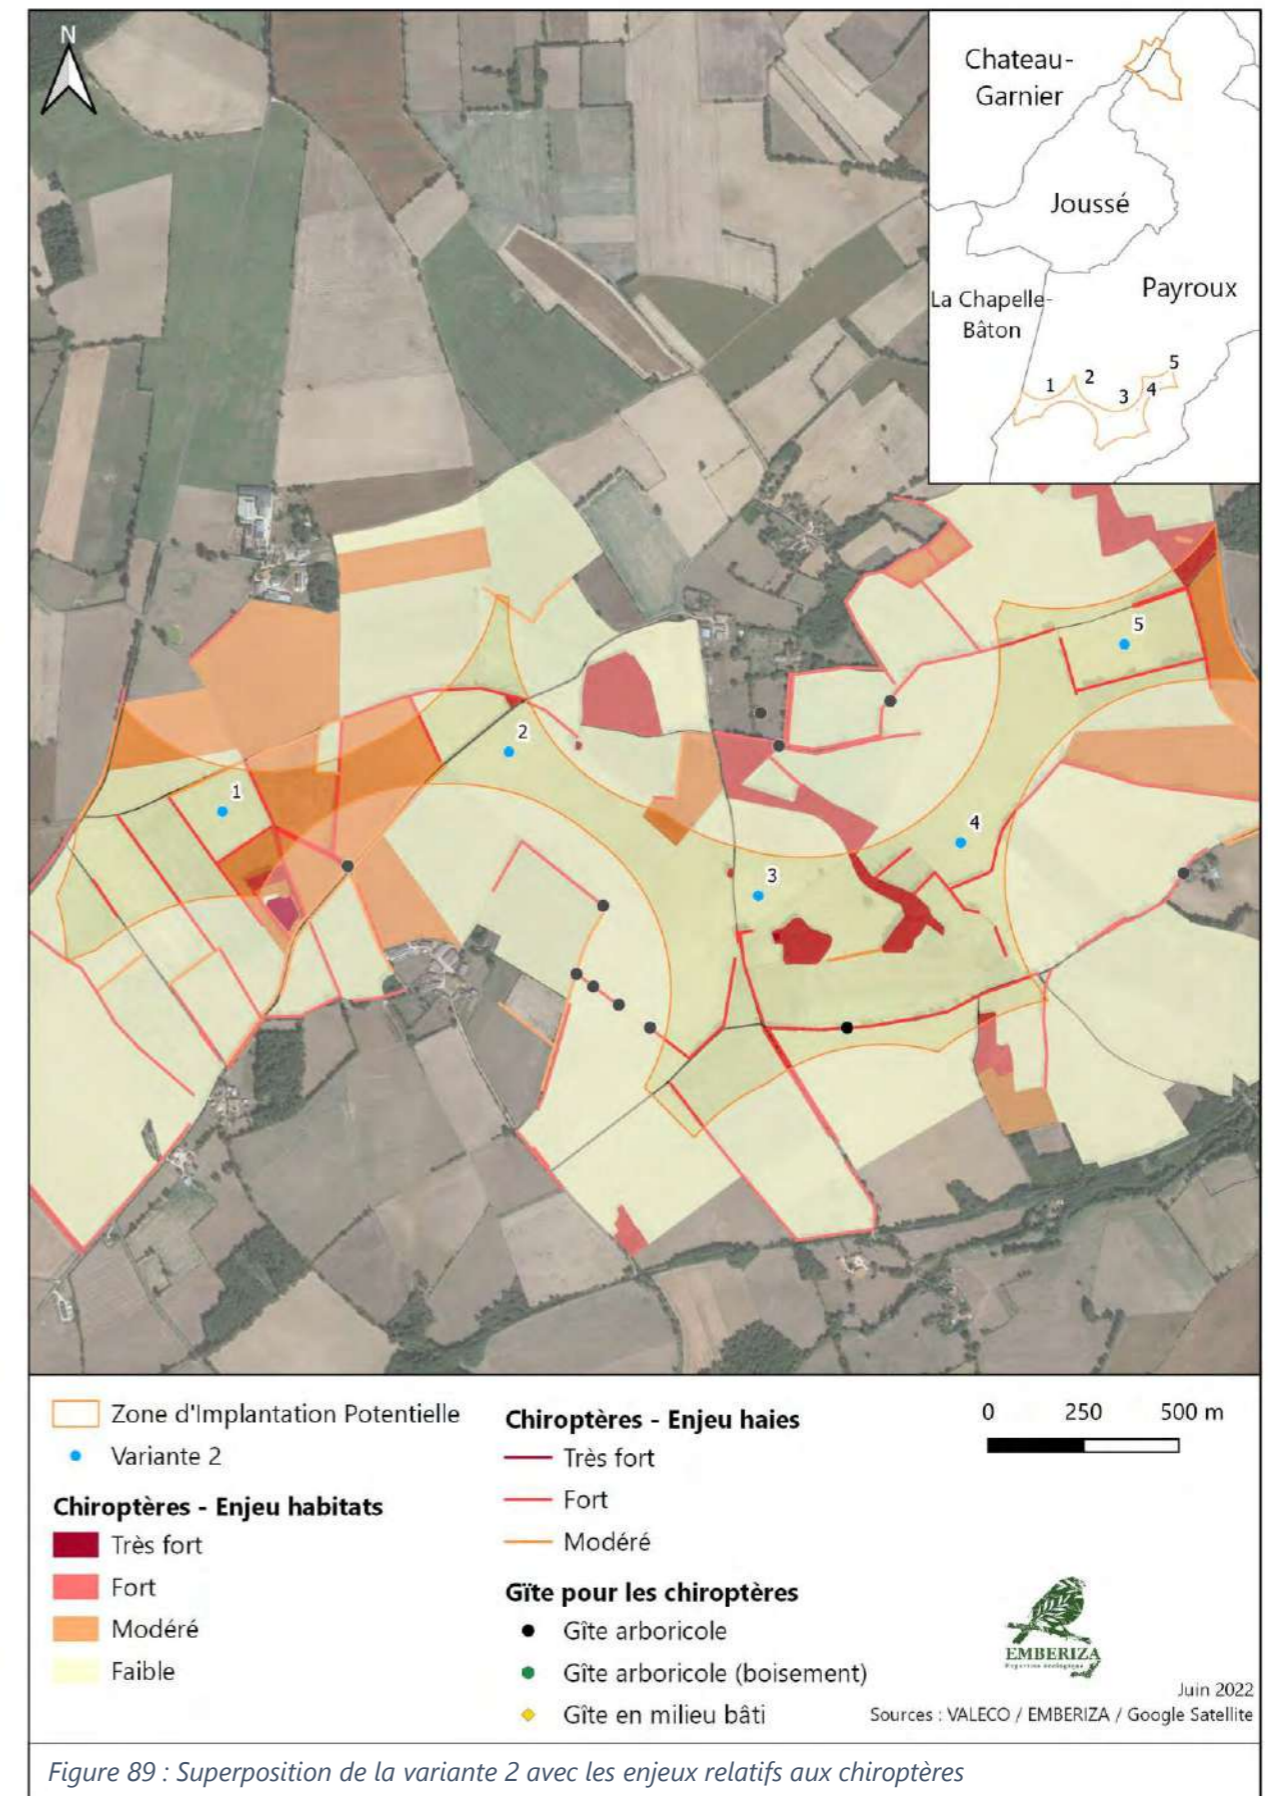 N
Chateau-
Garnier
Joussé
Payroux
La Chapelle-
Bâton
1
2
3
4
5
5
2
1
4
3
Zone d'Implantation Potentielle
Variante 2
Chiroptères - Enjeu habitats
Très fort
Fort
Modéré
Faible
Chiroptères - Enjeu haies
Très fort
Fort
Modéré
Gïte pour les chiroptères
Gîte arboricole
Gîte arboricole (boisement)
Gîte en milieu bâti
0 250 500 m
EMBERIZA
Juin 2022
Sources : VALECO / EMBERIZA / Google Satellite
Figure 89 : Superposition de la variante 2 avec les enjeux relatifs aux chiroptères